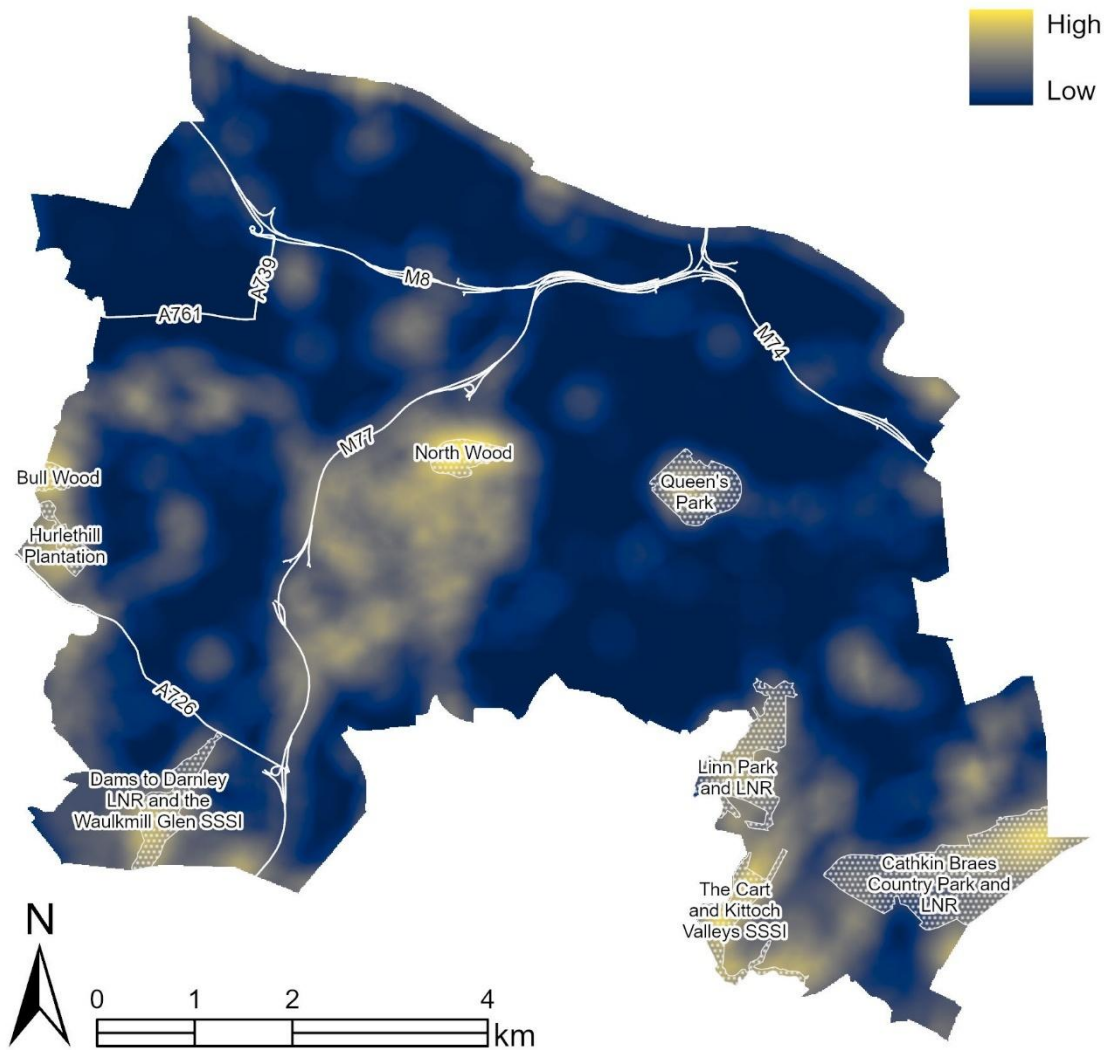 High
Low
M8
A739
A761
M74
M77
North Wood
Bull Wood
Queen's
Park
Hurlethill
Plantation
A726
Linn Park
and LNR
Dams to Darnley
LNR and the
Waulkmill Glen SSSI
Cathkin Braes
Country Park and
LNR
The Cart
and Kittoch
Valleys SSSI
N
0 1 2 4
km